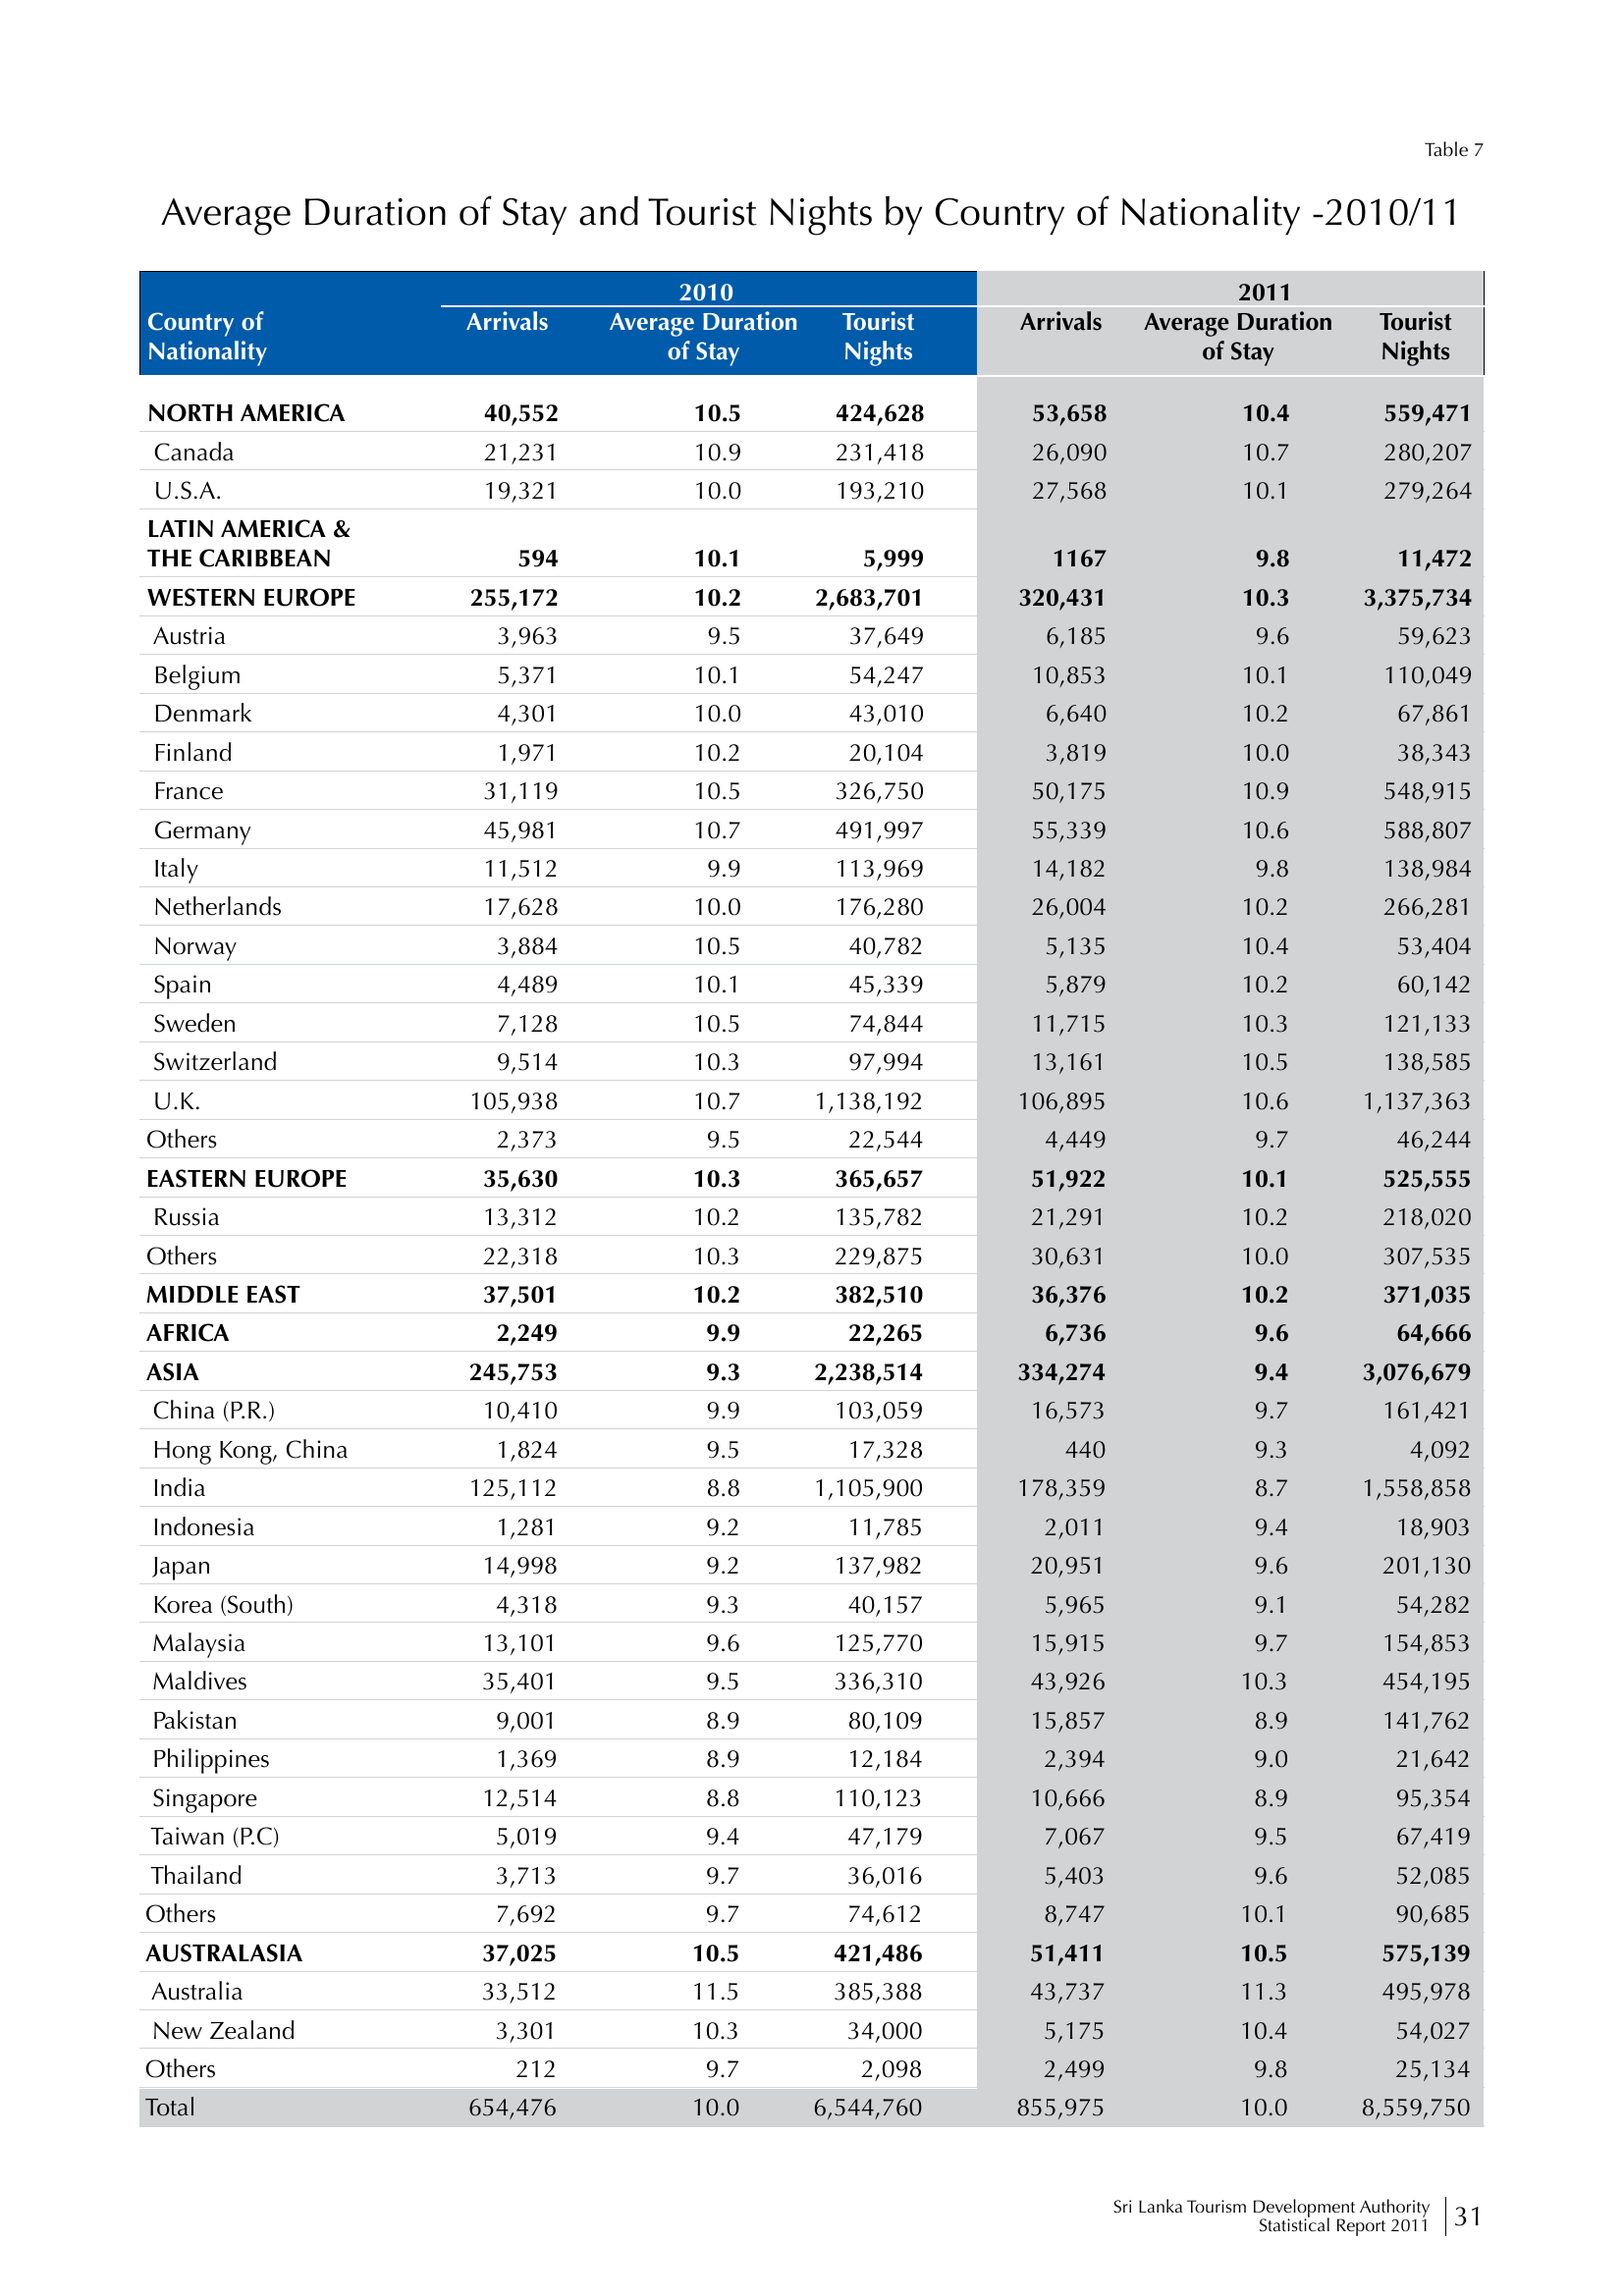 Table 7
Average Duration of Stay and Tourist Nights by Country of Nationality -2010/11
2010 2011
Country of Arrivals Average Duration Tourist Arrivals Average Duration Tourist
Nationality of Stay Nights of Stay Nights
NORTH AMERICA 40,552 10.5 424,628 53,658 10.4 559,471
Canada 21,231 10.9 231,418 26,090 10.7 280,207
U.S.A. 19,321 10.0 193,210 27,568 10.1 279,264
LATIN AMERICA &
THE CARIBBEAN 594 10.1 5,999 1167 9.8 11,472
WESTERN EUROPE 255,172 10.2 2,683,701 320,431 10.3 3,375,734
Austria 3,963 9.5 37,649 6,185 9.6 59,623
Belgium 5,371 10.1 54,247 10,853 10.1 110,049
Denmark 4,301 10.0 43,010 6,640 10.2 67,861
Finland 1,971 10.2 20,104 3,819 10.0 38,343
France 31,119 10.5 326,750 50,175 10.9 548,915
Germany 45,981 10.7 491,997 55,339 10.6 588,807
Italy 11,512 9.9 113,969 14,182 9.8 138,984
Netherlands 17,628 10.0 176,280 26,004 10.2 266,281
Norway 3,884 10.5 40,782 5,135 10.4 53,404
Spain 4,489 10.1 45,339 5,879 10.2 60,142
Sweden 7,128 10.5 74,844 11,715 10.3 121,133
Switzerland 9,514 10.3 97,994 13,161 10.5 138,585
U.K. 105,938 10.7 1,138,192 106,895 10.6 1,137,363
Others 2,373 9.5 22,544 4,449 9.7 46,244
EASTERN EUROPE 35,630 10.3 365,657 51,922 10.1 525,555
Russia 13,312 10.2 135,782 21,291 10.2 218,020
Others 22,318 10.3 229,875 30,631 10.0 307,535
MIDDLE EAST 37,501 10.2 382,510 36,376 10.2 371,035
AFRICA 2,249 9.9 22,265 6,736 9.6 64,666
ASIA 245,753 9.3 2,238,514 334,274 9.4 3,076,679
China (P.R.) 10,410 9.9 103,059 16,573 9.7 161,421
Hong Kong, China 1,824 9.5 17,328 440 9.3 4,092
India 125,112 8.8 1,105,900 178,359 8.7 1,558,858
Indonesia 1,281 9.2 11,785 2,011 9.4 18,903
Japan 14,998 9.2 137,982 20,951 9.6 201,130
Korea (South) 4,318 9.3 40,157 5,965 9.1 54,282
Malaysia 13,101 9.6 125,770 15,915 9.7 154,853
Maldives 35,401 9.5 336,310 43,926 10.3 454,195
Pakistan 9,001 8.9 80,109 15,857 8.9 141,762
Philippines 1,369 8.9 12,184 2,394 9.0 21,642
Singapore 12,514 8.8 110,123 10,666 8.9 95,354
Taiwan (P.C) 5,019 9.4 47,179 7,067 9.5 67,419
Thailand 3,713 9.7 36,016 5,403 9.6 52,085
Others 7,692 9.7 74,612 8,747 10.1 90,685
AUSTRALASIA 37,025 10.5 421,486 51,411 10.5 575,139
Australia 33,512 11.5 385,388 43,737 11.3 495,978
New Zealand 3,301 10.3 34,000 5,175 10.4 54,027
Others 212 9.7 2,098 2,499 9.8 25,134
Total 654,476 10.0 6,544,760 855,975 10.0 8,559,750
Sri Lanka Tourism Development Authority
Statistical Report 2011 31